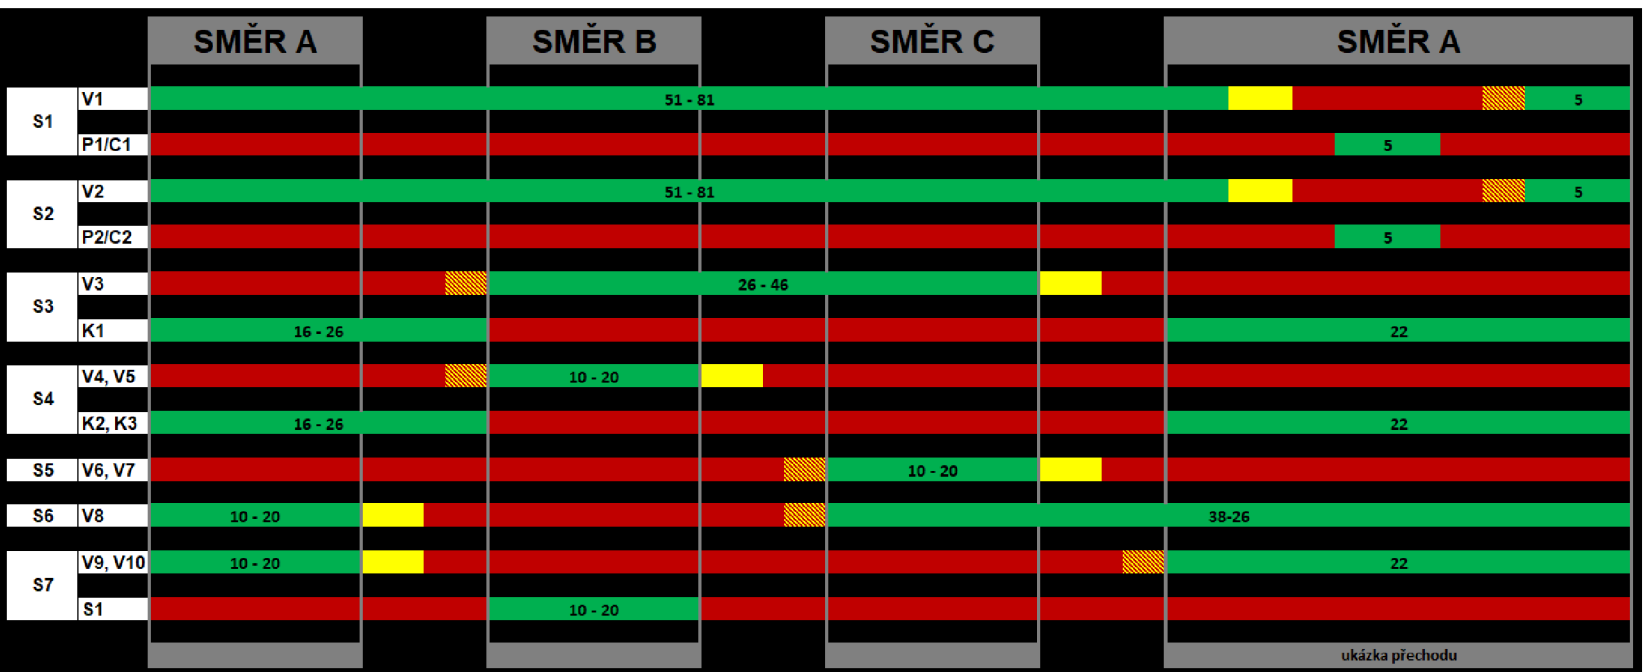 SMĚR A SMĚR B SMĚR C SMĚR A
S1 V1 51 - 81 5
P1/C1 5
S2 V2 51 - 81 5
P2/C2 5
S3 V3 26 - 46
K1 16 - 26 22
S4 V4, V5 10 - 20
K2, K3 16 - 26 22
S5 V6, V7 10 - 20
S6 V8 10 - 20 38-26
S7 V9, V10 10 - 20 22
S1 10 - 20
ukázka přechodu